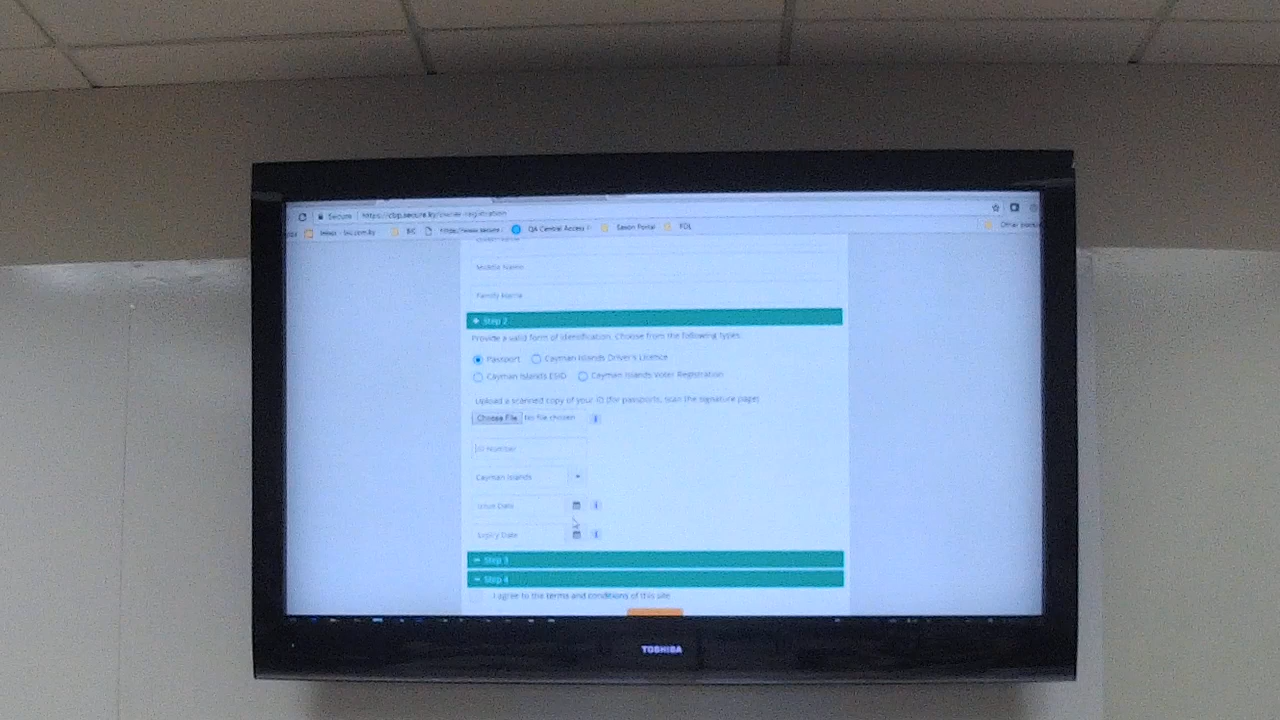 Secure https://cbp.secure.ky/owner-registration
BIC https://www.secure. QA Central Access Saxon Portal
Middle Name
Family Name
Step 2
Provide a valid form of identification. Choose from the following types.
Passport Cayman Islands Driver's Licence
Cayman Islands ESID Cayman Islands Voter Registration
Upload a scanned copy of your ID (for passports, scan the signature page)
Choose File No file chosen i
ID Number
Cayman Islands
Issue Date i
Expiry Date i
Step 3
Step 4
I agree to the terms and conditions of this site
TOSHIBA